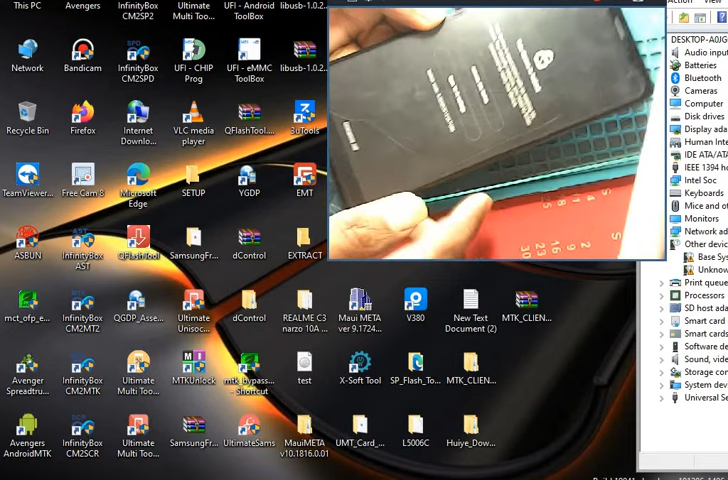 This PC
Avengers
InfinityBox
CM2SP2
Ultimate
Multi Too...
UFI - Android
ToolBox
libusb-1.0.2...
Network
Bandicam
InfinityBox
CM2SPD
UFI - CHIP
Prog
UFI - eMMC
ToolBox
libusb-1.0.2...
Recycle Bin
Firefox
Internet
Downlo...
VLC media
player
QFlashTool....
3uTools
TeamViewer...
Free Cam 8
Microsoft
Edge
SETUP
YGDP
EMT
ASBUN
InfinityBox
AST
QFlashTool
SamsungFr...
dControl
EXTRACT
mct_ofp_e...
InfinityBox
CM2MT2
QGDP_Asse...
Ultimate
Unisoc...
dControl
REALME C3
narzo 10A ...
Maui META
ver 9.1724...
V380
New Text
Document (2)
MTK_CLIEN...
Avenger
Spreadtru...
InfinityBox
CM2MTK
Ultimate
Multi Too...
MTKUnlock
mtk_bypass...
- Shortcut
test
X-Soft Tool
SP_Flash_To...
MTK_CLIEN...
Avengers
AndroidMTK
InfinityBox
CM2SCR
Ultimate
Multi Too...
SamsungFr...
UltimateSams
MauiMETA
v10.1816.0.01
UMT_Card_...
L5006C
Huiye_Dow...
Action
View
DESKTOP-A0JG
Audio input
Batteries
Bluetooth
Cameras
Computer
Disk drives
Display ada
Human Inte
IDE ATA/ATA
IEEE 1394 ho
Intel Soc
Keyboards
Mice and o
Monitors
Network ad
Other device
Base Sys
Unknow
Print queue
Processors
SD host ada
Smart card
Smart cards
Software de
Sound, vide
Storage con
System devi
Universal Se